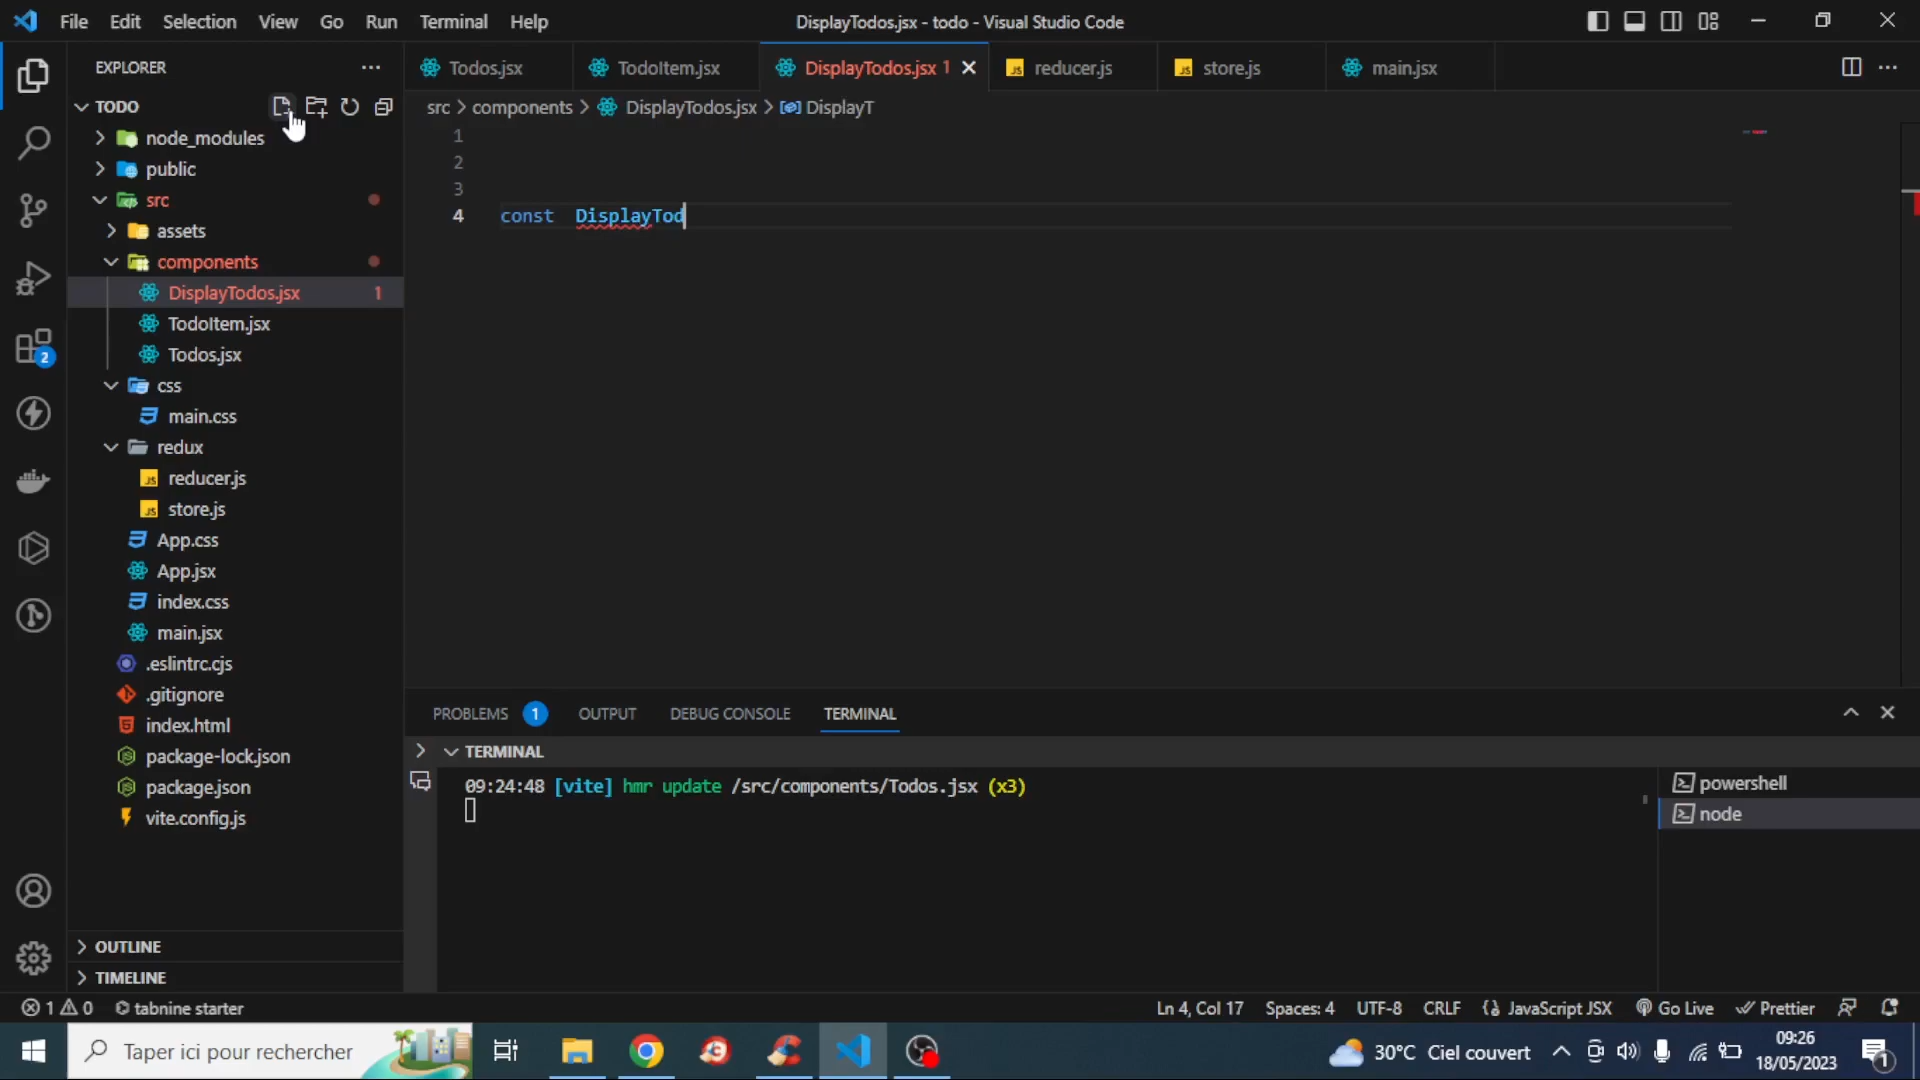 File Edit Selection View Go Run Terminal Help
DisplayTodos.jsx - todo - Visual Studio Code
EXPLORER
Todos.jsx
TodoItem.jsx
DisplayTodos.jsx 1
reducer.js
store.js
main.jsx
TODO
src > components > DisplayTodos.jsx > DisplayT
node_modules
public
src
assets
components
DisplayTodos.jsx 1
TodoItem.jsx
Todos.jsx
css
main.css
redux
reducer.js
store.js
App.css
App.jsx
index.css
main.jsx
.eslintrc.cjs
.gitignore
index.html
package-lock.json
package.json
vite.config.js
OUTLINE
TIMELINE
2
1
2
3
4 const DisplayTod
PROBLEMS 1 OUTPUT DEBUG CONSOLE TERMINAL
TERMINAL
09:24:48 [vite] hmr update /src/components/Todos.jsx (x3)
powershell
node
1 0 tabnine starter
Ln 4, Col 17 Spaces: 4 UTF-8 CRLF JavaScript JSX Go Live Prettier
Taper ici pour rechercher
30°C Ciel couvert
09:26
18/05/2023
1